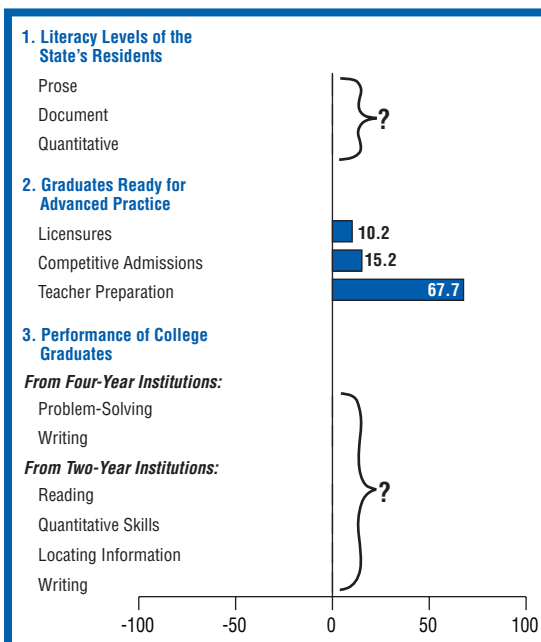 1. Literacy Levels of the
State’s Residents
Prose
Document
Quantitative
?
2. Graduates Ready for
Advanced Practice
Licensures 10.2
Competitive Admissions 15.2
Teacher Preparation 67.7
3. Performance of College
Graduates
From Four-Year Institutions:
Problem-Solving
Writing
From Two-Year Institutions:
Reading
?
Quantitative Skills
Locating Information
Writing
-100 -50 0 50 100